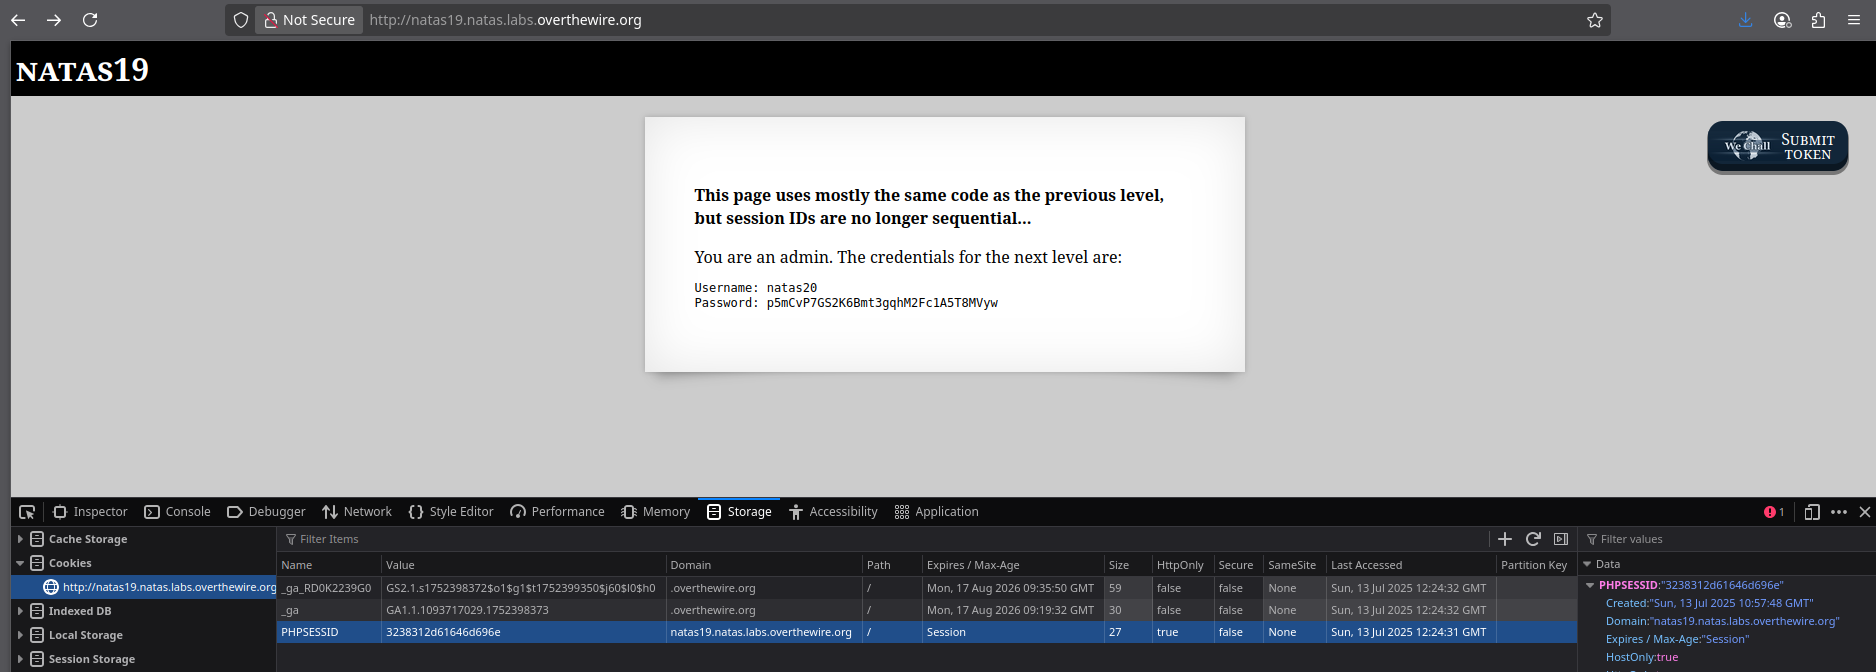 Not Secure
http://natas19.natas.labs.overthewire.org
NATAS19
We Chall
SUBMIT TOKEN
This page uses mostly the same code as the previous level,
but session IDs are no longer sequential...
You are an admin. The credentials for the next level are:
Username: natas20
Password: p5mCvP7GS2K6Bmt3gqhM2Fc1A5T8MVyw
Inspector Console Debugger Network Style Editor Performance Memory Storage Accessibility Application 1
Cache Storage
Cookies
http://natas19.natas.labs.overthewire.org
Indexed DB
Local Storage
Session Storage
Filter Items
Name Value Domain Path Expires / Max-Age Size HttpOnly Secure SameSite Last Accessed Partition Key
_ga_RD0K2239G0 GS2.1.s1752398372$o1$g1$t1752399350$j60$l0$h0 .overthewire.org / Mon, 17 Aug 2026 09:35:50 GMT 59 false false None Sun, 13 Jul 2025 12:24:32 GMT
_ga GA1.1.1093717029.1752398373 .overthewire.org / Mon, 17 Aug 2026 09:19:32 GMT 30 false false None Sun, 13 Jul 2025 12:24:32 GMT
PHPSESSID 3238312d61646d696e natas19.natas.labs.overthewire.org / Session 27 true false None Sun, 13 Jul 2025 12:24:31 GMT
Filter values
Data
PHPSESSID:"3238312d61646d696e"
Created:"Sun, 13 Jul 2025 10:57:48 GMT"
Domain:"natas19.natas.labs.overthewire.org"
Expires / Max-Age:"Session"
HostOnly:true